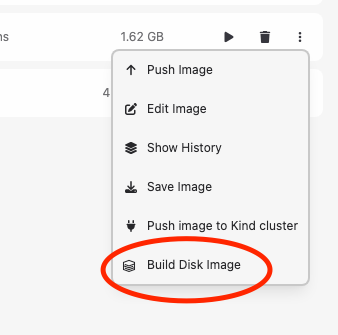 ns 1.62 GB
Push Image
4
Edit Image
Show History
Save Image
Push image to Kind cluster
Build Disk Image